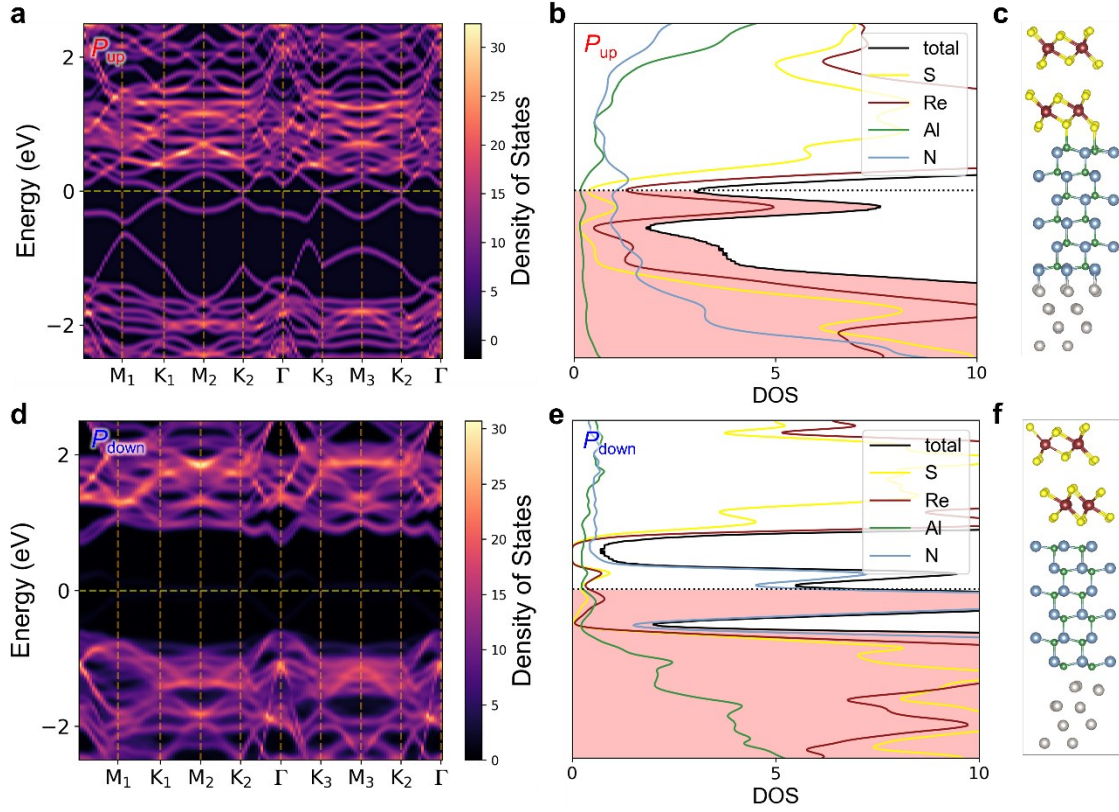 a
P_up
Energy (eV)
2
0
−2
M₁ K₁ M₂ K₂ Γ K₃ M₃ K₂ Γ
30
25
20
15
10
5
0
Density of States
b
P_up
total
S
Re
Al
N
0 5 10
DOS
c
d
P_down
Energy (eV)
2
0
−2
M₁ K₁ M₂ K₂ Γ K₃ M₃ K₂ Γ
30
25
20
15
10
5
0
Density of States
e
P_down
total
S
Re
Al
N
0 5 10
DOS
f